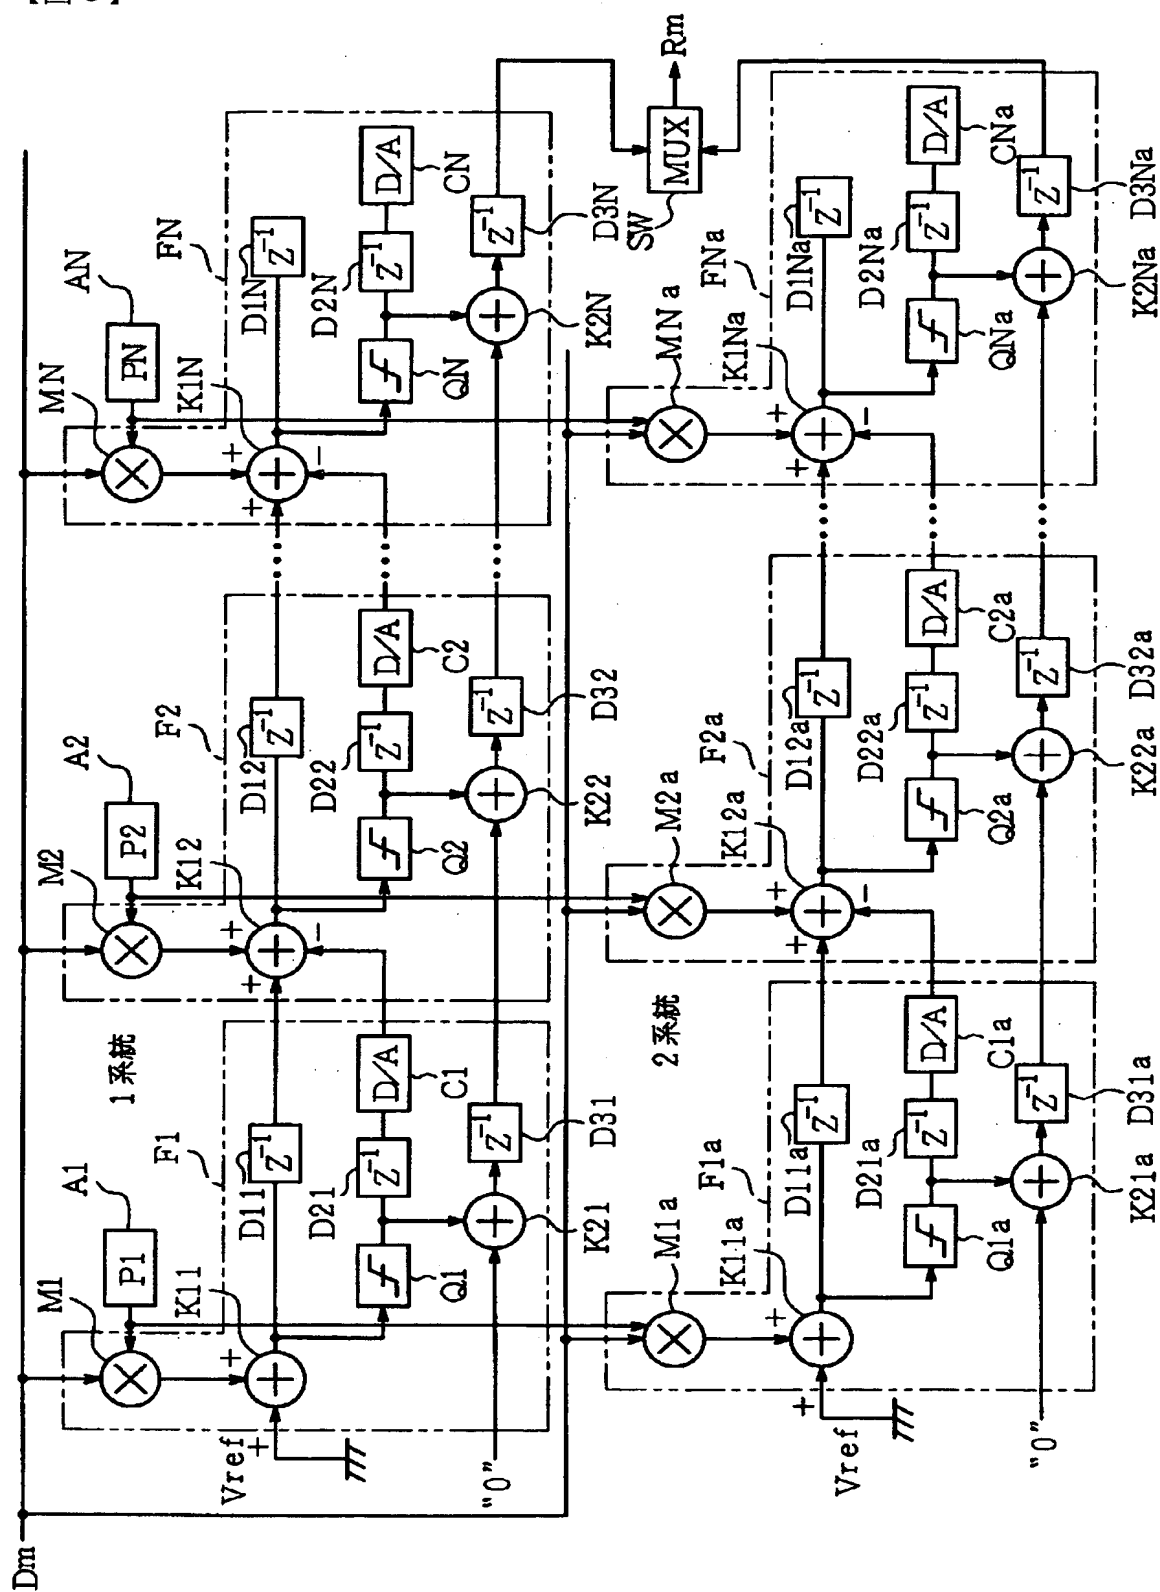 Dm
1系統
M1
A1
P1
F1
K11
Vref
+
+
D11
Z⁻¹
D21
Z⁻¹
D/A
C1
Q1
"0"
K21
Z⁻¹
D31
M2
A2
P2
F2
K12
+
+
−
D12
Z⁻¹
D22
Z⁻¹
D/A
C2
Q2
K22
Z⁻¹
D32
MN
AN
PN
FN
K1N
+
+
−
D1N
Z⁻¹
D2N
Z⁻¹
D/A
CN
QN
K2N
Z⁻¹
D3N
MUX
SW
Rm
2系統
M1a
F1a
K11a
Vref
+
+
D11a
Z⁻¹
D21a
Z⁻¹
D/A
C1a
Q1a
"0"
K21a
Z⁻¹
D31a
M2a
F2a
K12a
+
+
−
D12a
Z⁻¹
D22a
Z⁻¹
D/A
C2a
Q2a
K22a
Z⁻¹
D32a
MNa
FNa
K1Na
+
+
−
D1Na
Z⁻¹
D2Na
Z⁻¹
D/A
CNa
QNa
K2Na
Z⁻¹
D3Na